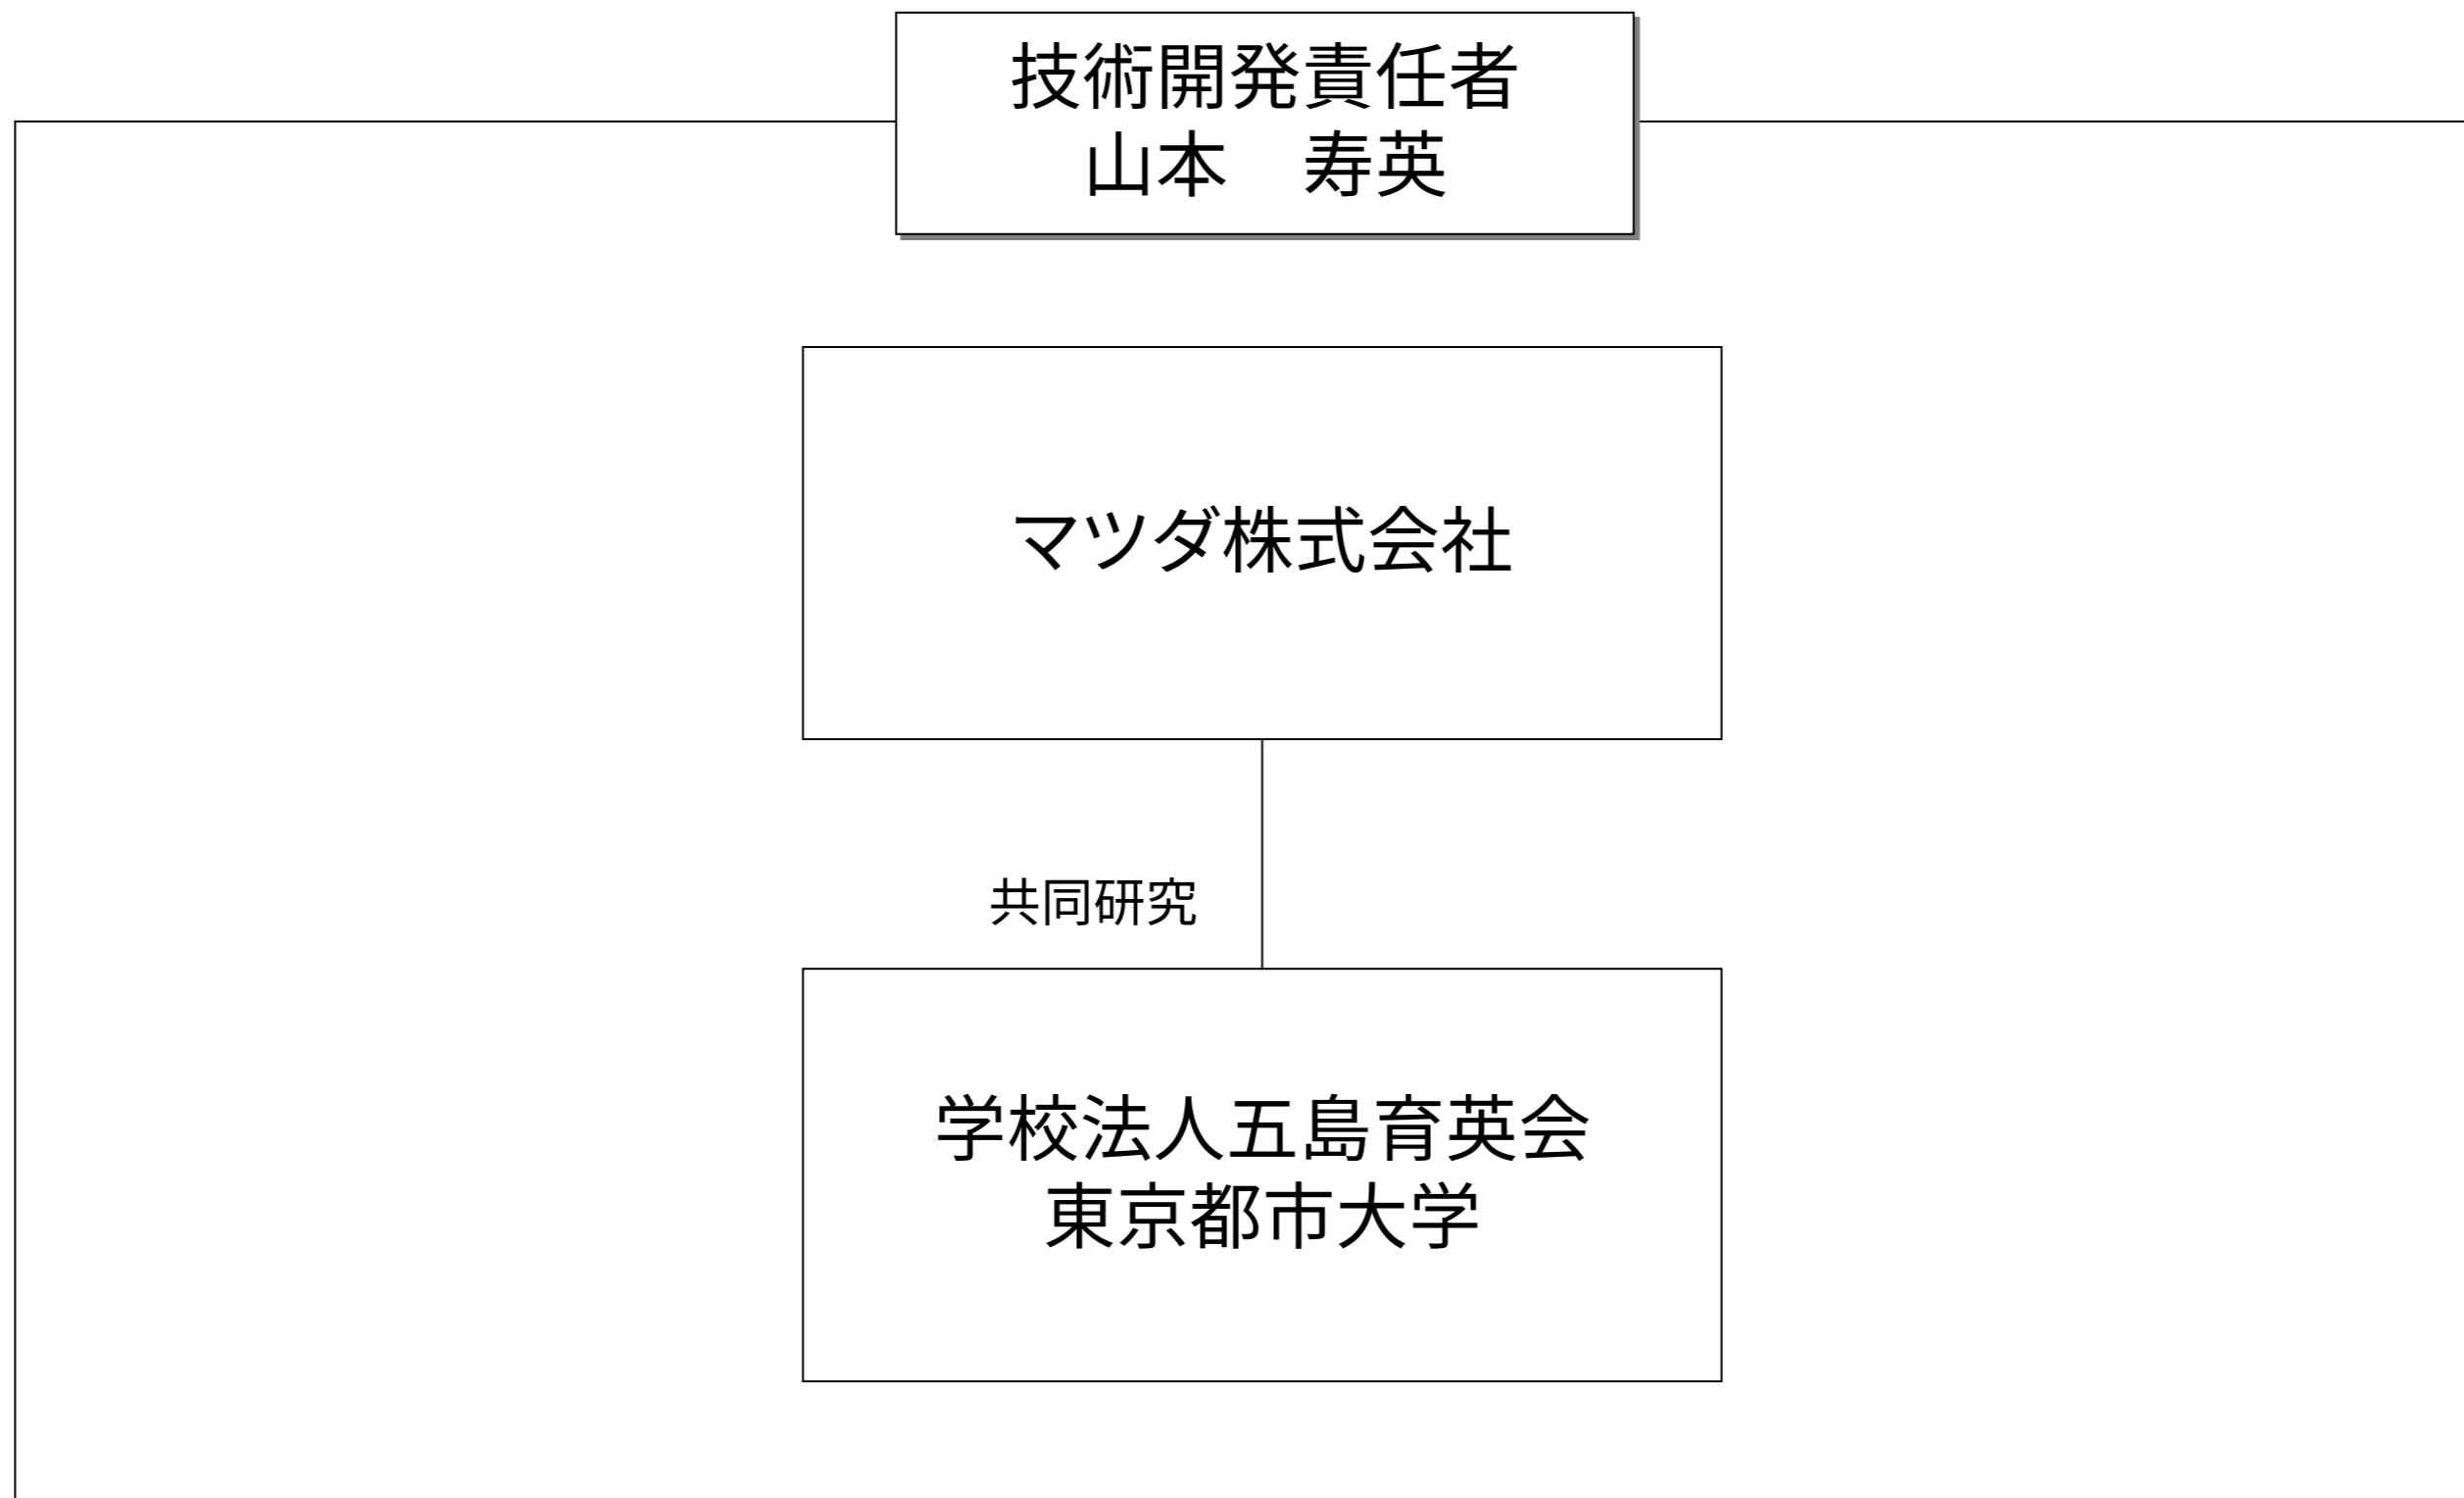 技術開発責任者
山本　寿英
マツダ株式会社
共同研究
学校法人五島育英会
東京都市大学